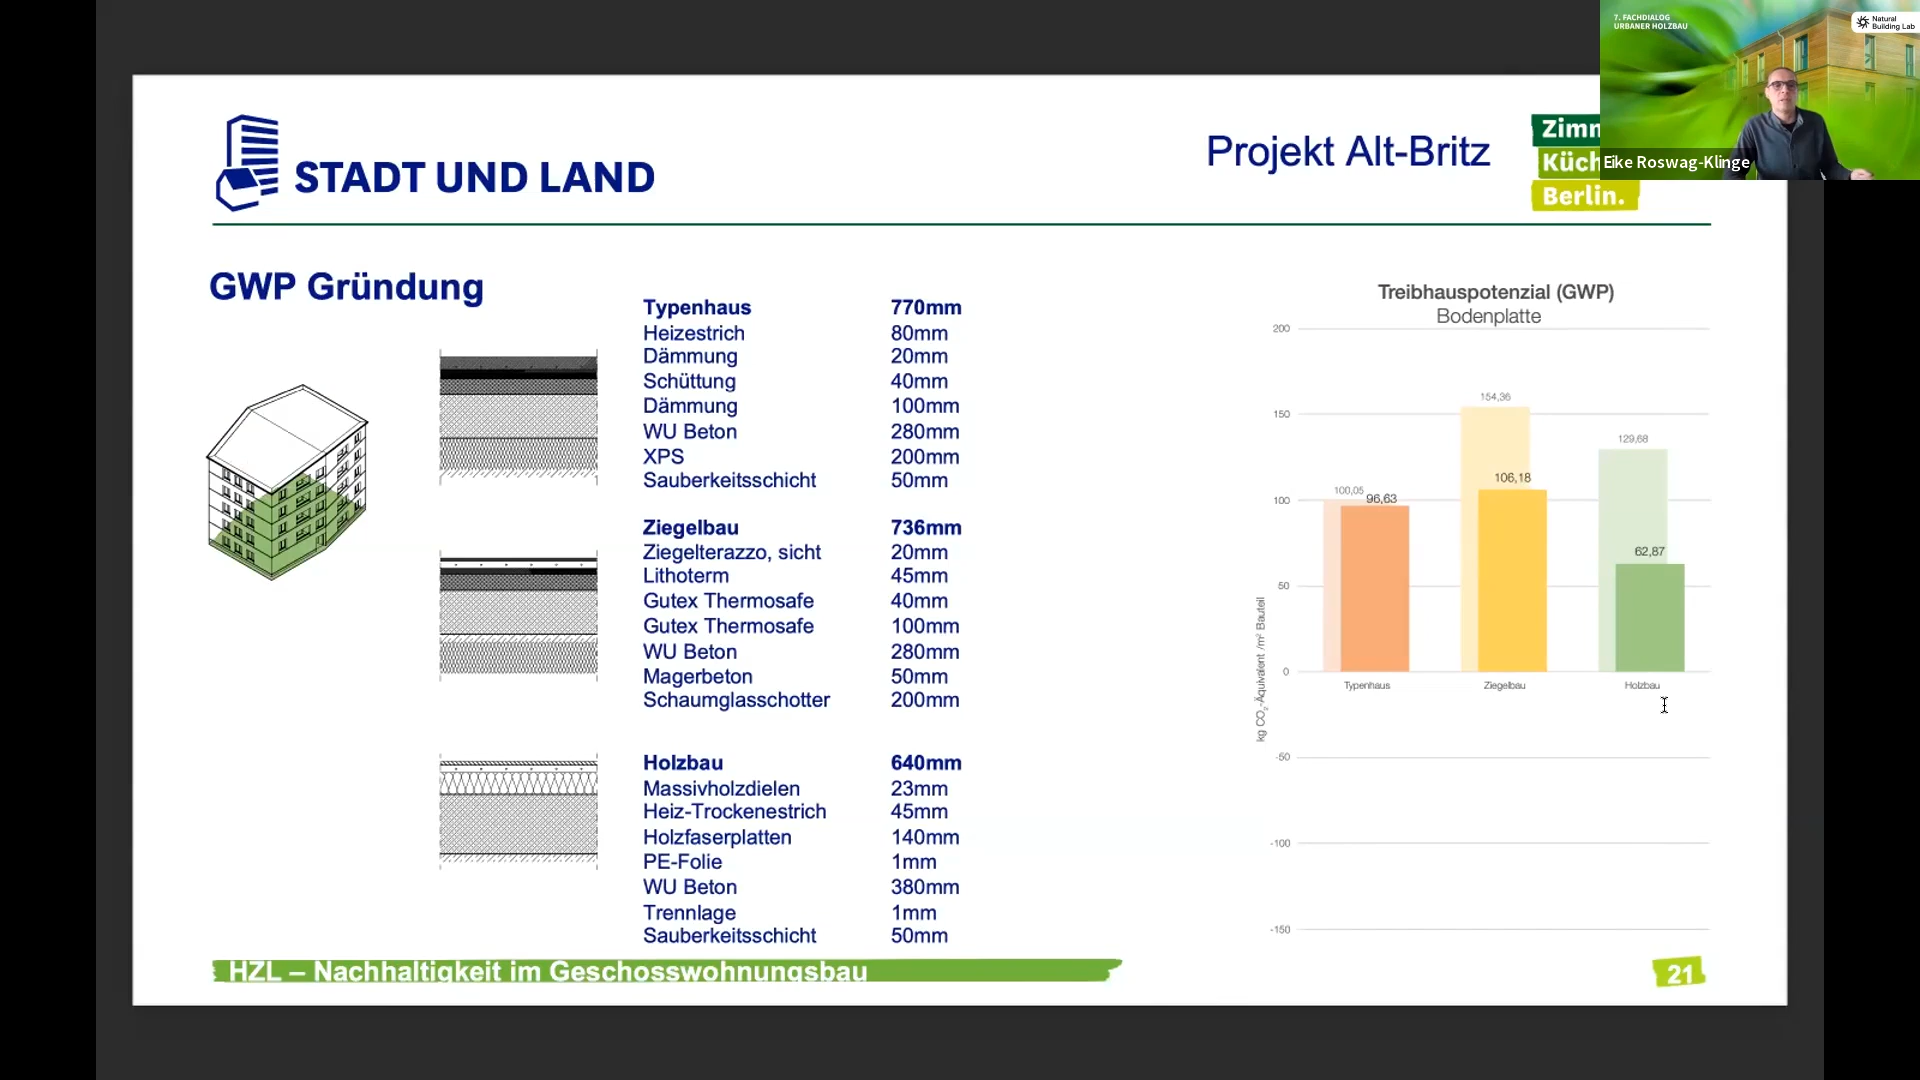 7. FACHDIALOG
URBANER HOLZBAU
Natural
Building Lab
Eike Roswag-Klinge
STADT UND LAND
Projekt Alt-Britz
Zimm
Küch
Berlin.
GWP Gründung
Typenhaus 770mm
Heizestrich 80mm
Dämmung 20mm
Schüttung 40mm
Dämmung 100mm
WU Beton 280mm
XPS 200mm
Sauberkeitsschicht 50mm
Ziegelbau 736mm
Ziegelterazzo, sicht 20mm
Lithoterm 45mm
Gutex Thermosafe 40mm
Gutex Thermosafe 100mm
WU Beton 280mm
Magerbeton 50mm
Schaumglasschotter 200mm
Holzbau 640mm
Massivholzdielen 23mm
Heiz-Trockenestrich 45mm
Holzfaserplatten 140mm
PE-Folie 1mm
WU Beton 380mm
Trennlage 1mm
Sauberkeitsschicht 50mm
Treibhauspotenzial (GWP)
Bodenplatte
200
150
100
50
0
-50
-100
-150
kg CO₂-Äquivalent /m² Bauteil
100,05
96,63
154,36
106,18
129,68
62,87
Typenhaus
Ziegelbau
Holzbau
HZL – Nachhaltigkeit im Geschosswohnungsbau
21